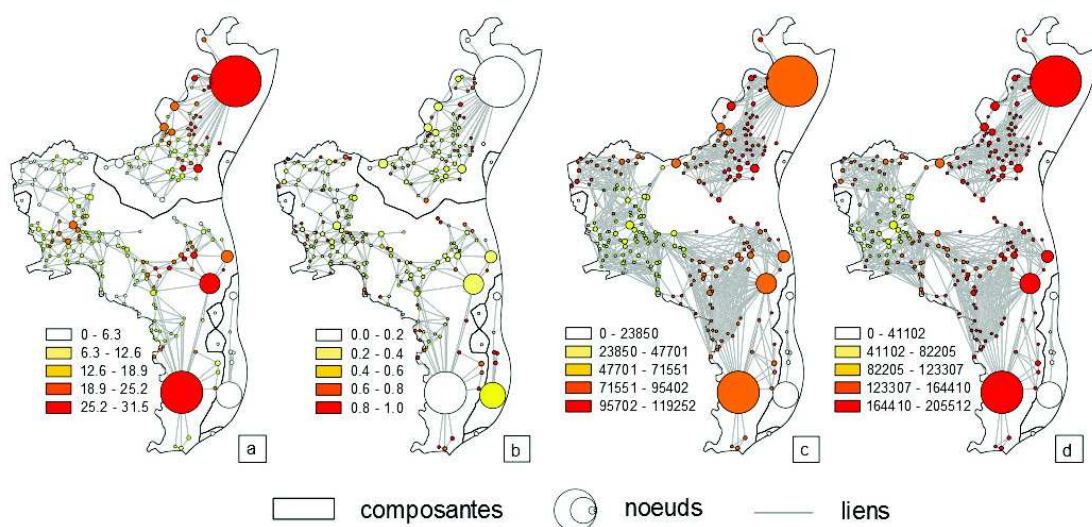 0 - 6.3
6.3 - 12.6
12.6 - 18.9
18.9 - 25.2
25.2 - 31.5
a
0.0 - 0.2
0.2 - 0.4
0.4 - 0.6
0.6 - 0.8
0.8 - 1.0
b
0 - 23850
23850 - 47701
47701 - 71551
71551 - 95402
95702 - 119252
c
0 - 41102
41102 - 82205
82205 - 123307
123307 - 164410
164410 - 205512
d
composantes
noeuds
liens